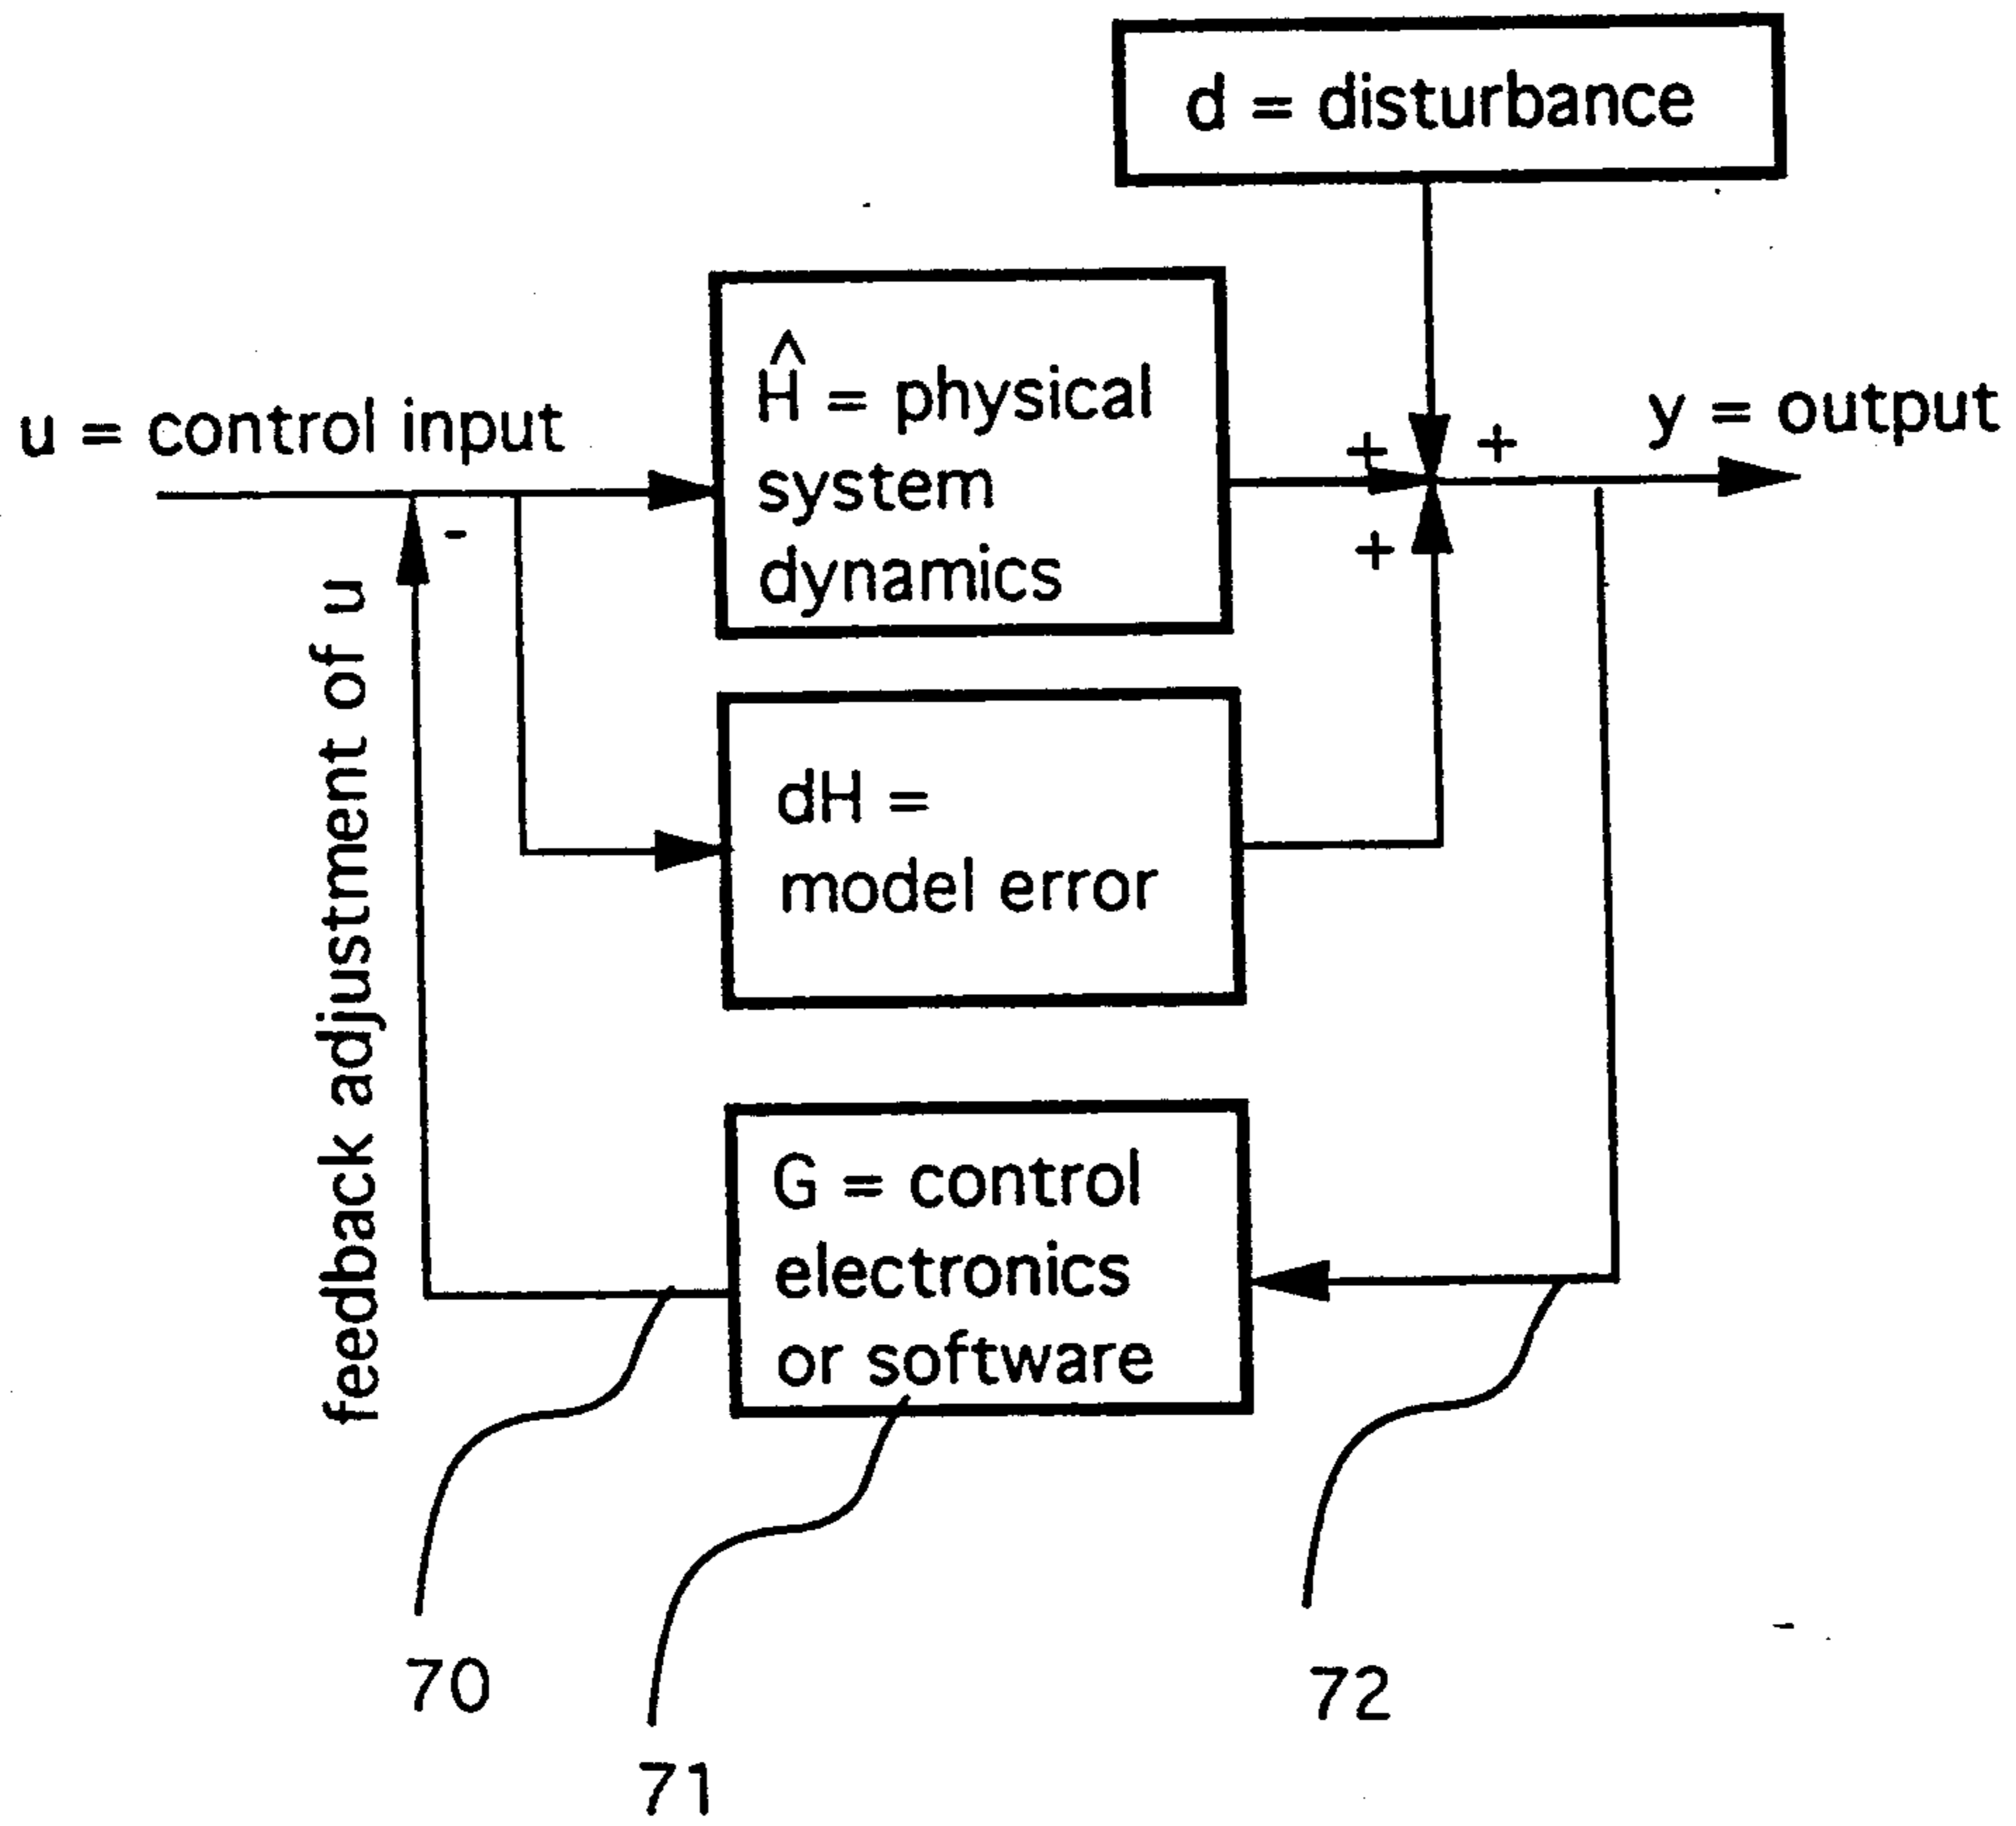 d = disturbance
u = control input
Ĥ = physical
system
dynamics
+
+
+
-
y = output
feedback adjustment of u
dH =
model error
G = control
electronics
or software
70
71
72